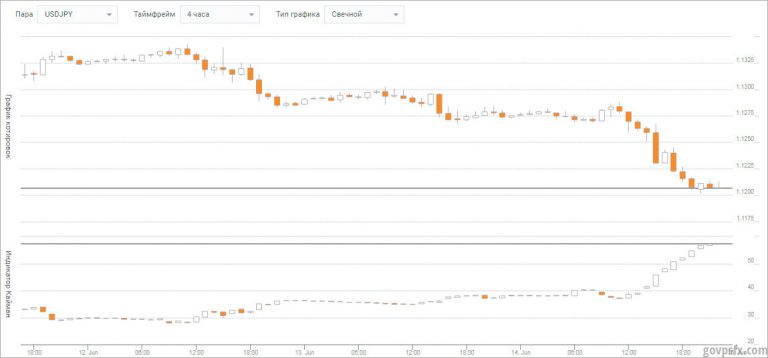 Пара USDJPY Таймфрейм 4 часа Тип графика Свечной
График котировок
1.1325
1.1300
1.1275
1.1250
1.1225
1.1200
1.1175
Индикатор Кайман
50
40
30
20
18:00 12. Jun 06:00 12:00 18:00 13. Jun 06:00 12:00 18:00 14. Jun 06:00 12:00 18:00
govpsfx.com